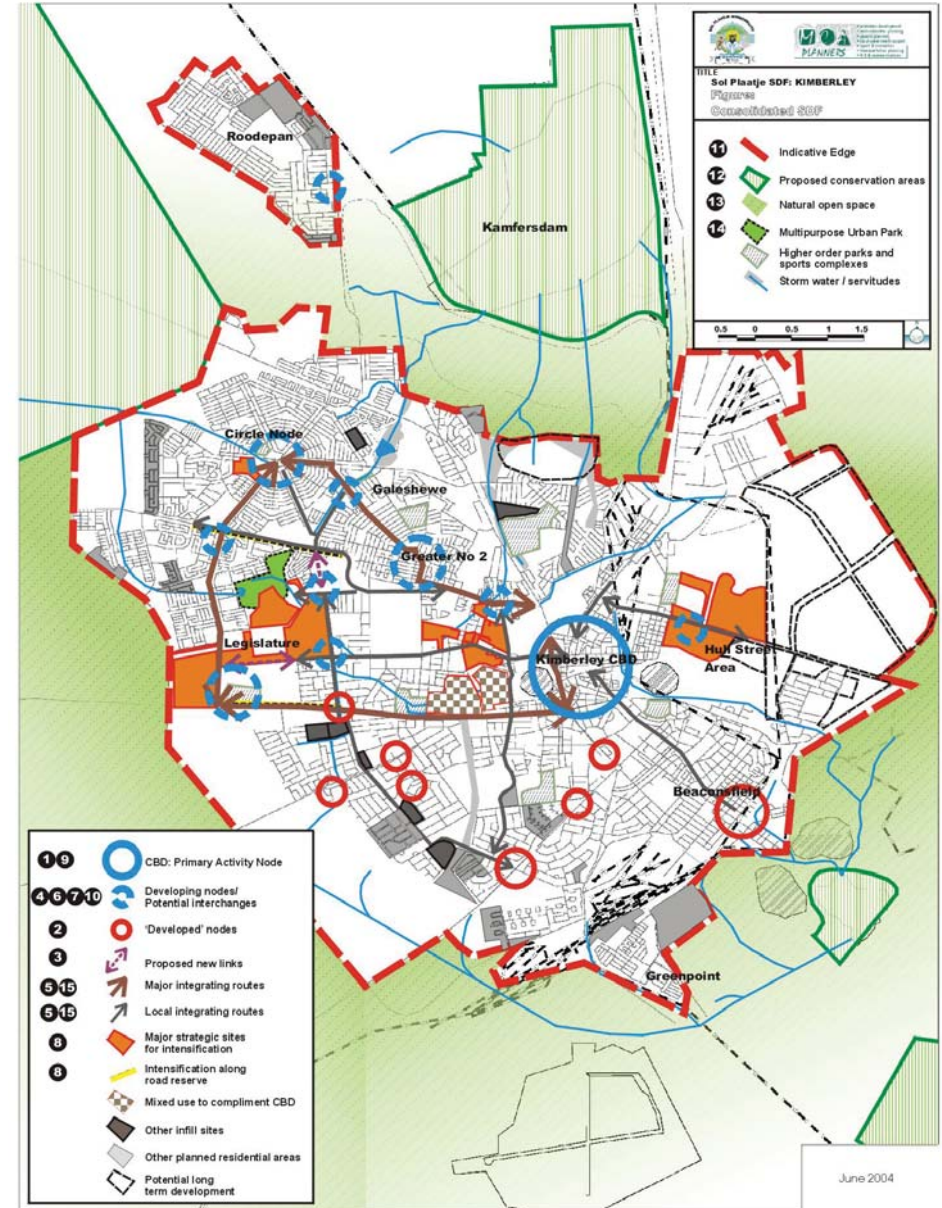 SOL PLAATJE MUNICIPALITY
MOA
PLANNERS
TITLE
Sol Plaatje SDF: KIMBERLEY
Figure:
Consolidated SDF
11 Indicative Edge
12 Proposed conservation areas
13 Natural open space
14 Multipurpose Urban Park
Higher order parks and
sports complexes
Storm water / servitudes
0.5 0 0.5 1 1.5
Roodepan
Kamfersdam
Circle Node
Galeshewe
Greater No 2
Legislature
Kimberley CBD
Hull Street
Area
Beaconsfield
Greenpoint
1 9 CBD: Primary Activity Node
4 6 7 10 Developing nodes/
Potential interchanges
2 'Developed' nodes
3 Proposed new links
5 15 Major integrating routes
5 15 Local integrating routes
8 Major strategic sites
for intensification
8 Intensification along
road reserve
Mixed use to compliment CBD
Other infill sites
Other planned residential areas
Potential long
term development
June 2004